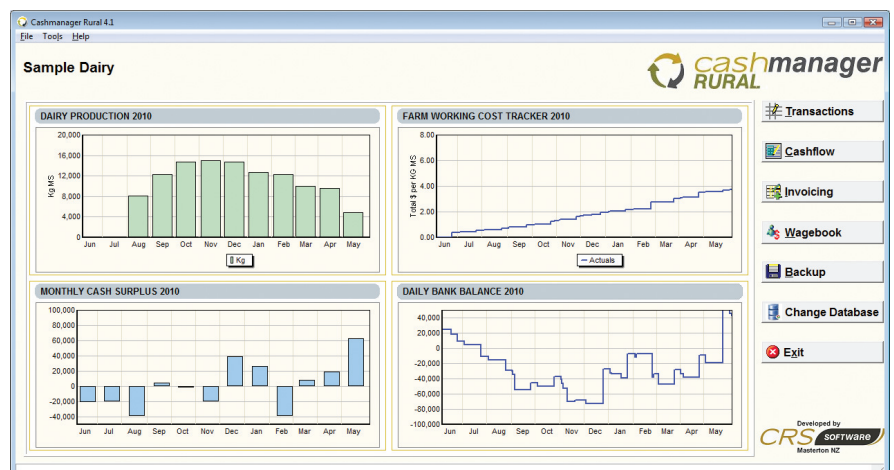 Cashmanager Rural 4.1
File Tools Help
Sample Dairy
cashmanager
RURAL
DAIRY PRODUCTION 2010
20,000
16,000
12,000
8,000
4,000
0
Kg MS
Jun Jul Aug Sep Oct Nov Dec Jan Feb Mar Apr May
Kg
FARM WORKING COST TRACKER 2010
8.00
6.00
4.00
2.00
0.00
Total $ per KG MS
Jun Jul Aug Sep Oct Nov Dec Jan Feb Mar Apr May
Actuals
MONTHLY CASH SURPLUS 2010
100,000
80,000
60,000
40,000
20,000
0
-20,000
-40,000
Jun Jul Aug Sep Oct Nov Dec Jan Feb Mar Apr May
DAILY BANK BALANCE 2010
40,000
20,000
0
-20,000
-40,000
-60,000
-80,000
-100,000
Jun Jul Aug Sep Oct Nov Dec Jan Feb Mar Apr May
Transactions
Cashflow
Invoicing
Wagebook
Backup
Change Database
Exit
Developed by
CRS SOFTWARE
Masterton NZ